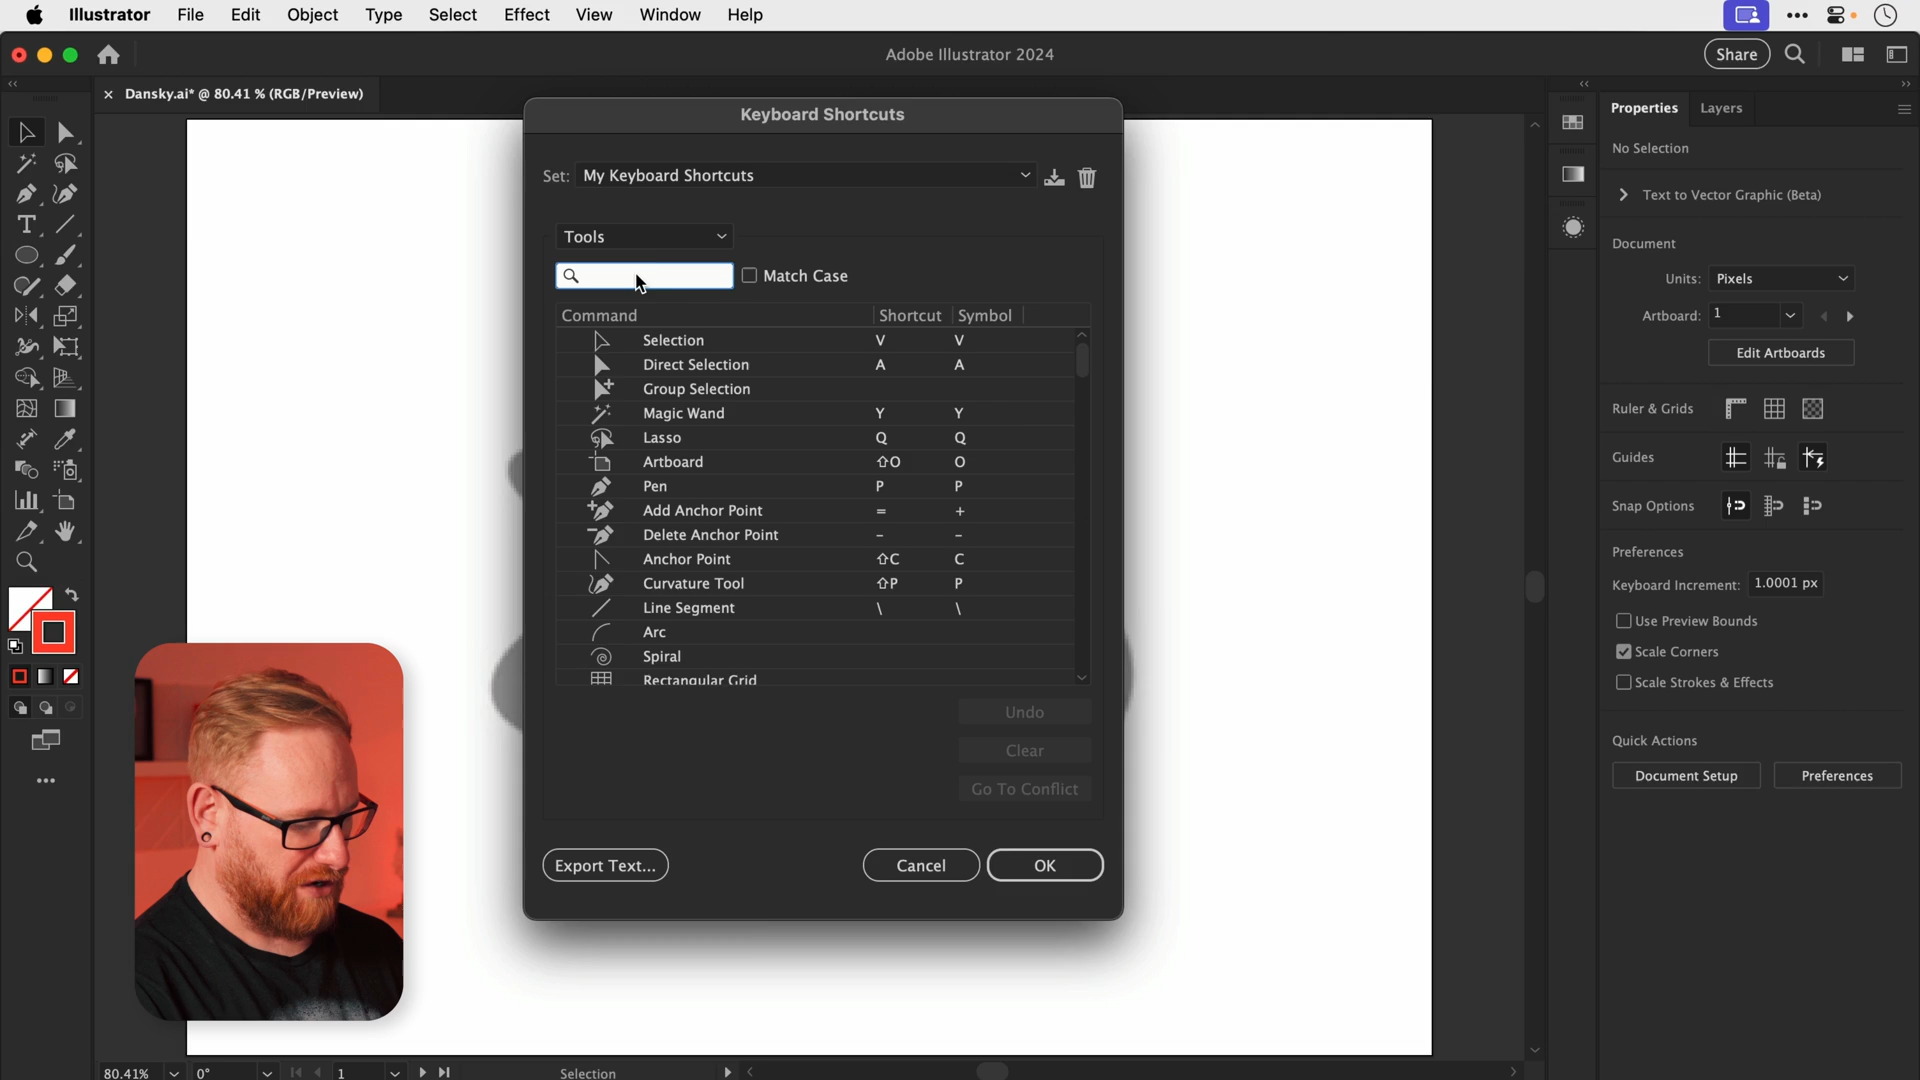 Illustrator File Edit Object Type Select Effect View Window Help
Adobe Illustrator 2024
Share
Dansky.ai* @ 80.41 % (RGB/Preview)
Keyboard Shortcuts
Set: My Keyboard Shortcuts
Tools
Match Case
Command Shortcut Symbol
Selection V V
Direct Selection A A
Group Selection
Magic Wand Y Y
Lasso Q Q
Artboard ⇧O O
Pen P P
Add Anchor Point = +
Delete Anchor Point - -
Anchor Point ⇧C C
Curvature Tool ⇧P P
Line Segment \ \
Arc
Spiral
Rectangular Grid
Undo
Clear
Go To Conflict
Export Text...
Cancel
OK
Properties Layers
No Selection
Text to Vector Graphic (Beta)
Document
Units: Pixels
Artboard: 1
Edit Artboards
Ruler & Grids
Guides
Snap Options
Preferences
Keyboard Increment: 1.0001 px
Use Preview Bounds
Scale Corners
Scale Strokes & Effects
Quick Actions
Document Setup
Preferences
80.41% 0° 1 Selection